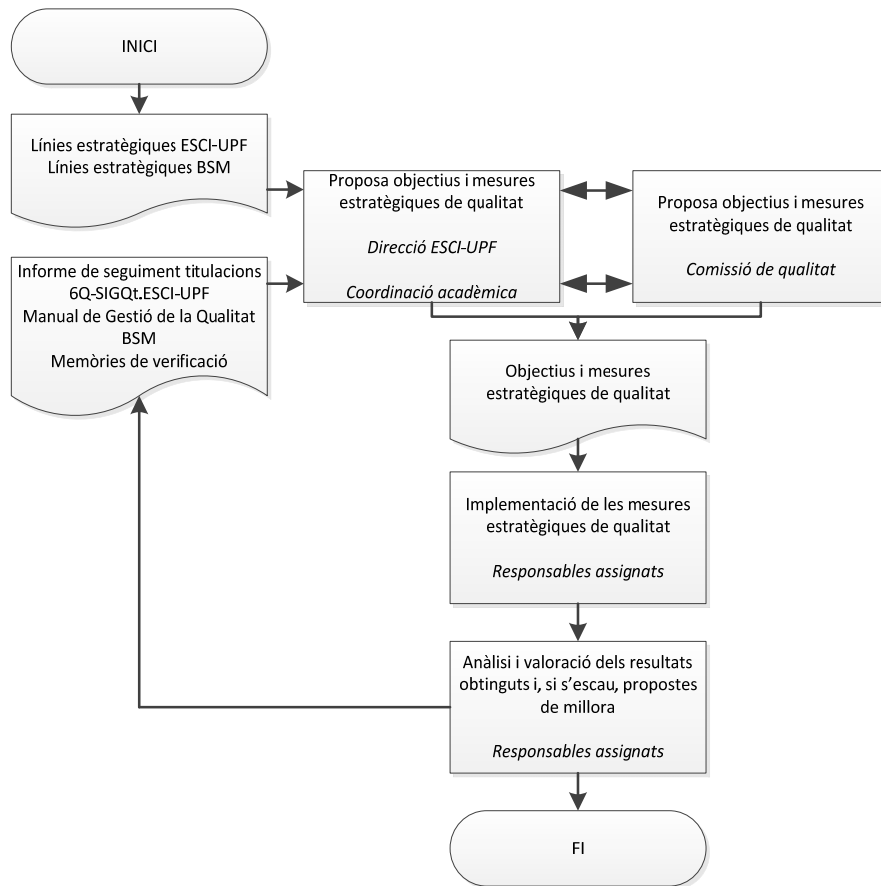 INICI
Línies estratègiques ESCI-UPF
Línies estratègiques BSM
Informe de seguiment titulacions
6Q-SIGQt.ESCI-UPF
Manual de Gestió de la Qualitat
BSM
Memòries de verificació
Proposa objectius i mesures
estratègiques de qualitat
Direcció ESCI-UPF
Coordinació acadèmica
Proposa objectius i mesures
estratègiques de qualitat
Comissió de qualitat
Objectius i mesures
estratègiques de qualitat
Implementació de les mesures
estratègiques de qualitat
Responsables assignats
Anàlisi i valoració dels resultats
obtinguts i, si s’escau, propostes
de millora
Responsables assignats
FI